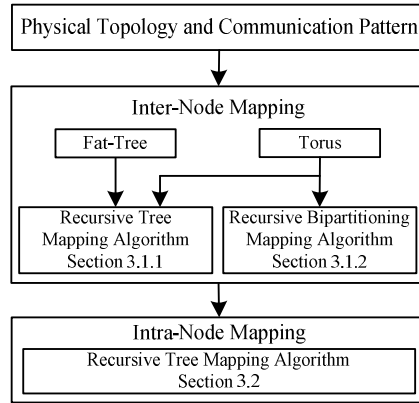 Physical Topology and Communication Pattern
Inter-Node Mapping
Fat-Tree
Torus
Recursive Tree
Mapping Algorithm
Section 3.1.1
Recursive Bipartitioning
Mapping Algorithm
Section 3.1.2
Intra-Node Mapping
Recursive Tree Mapping Algorithm
Section 3.2